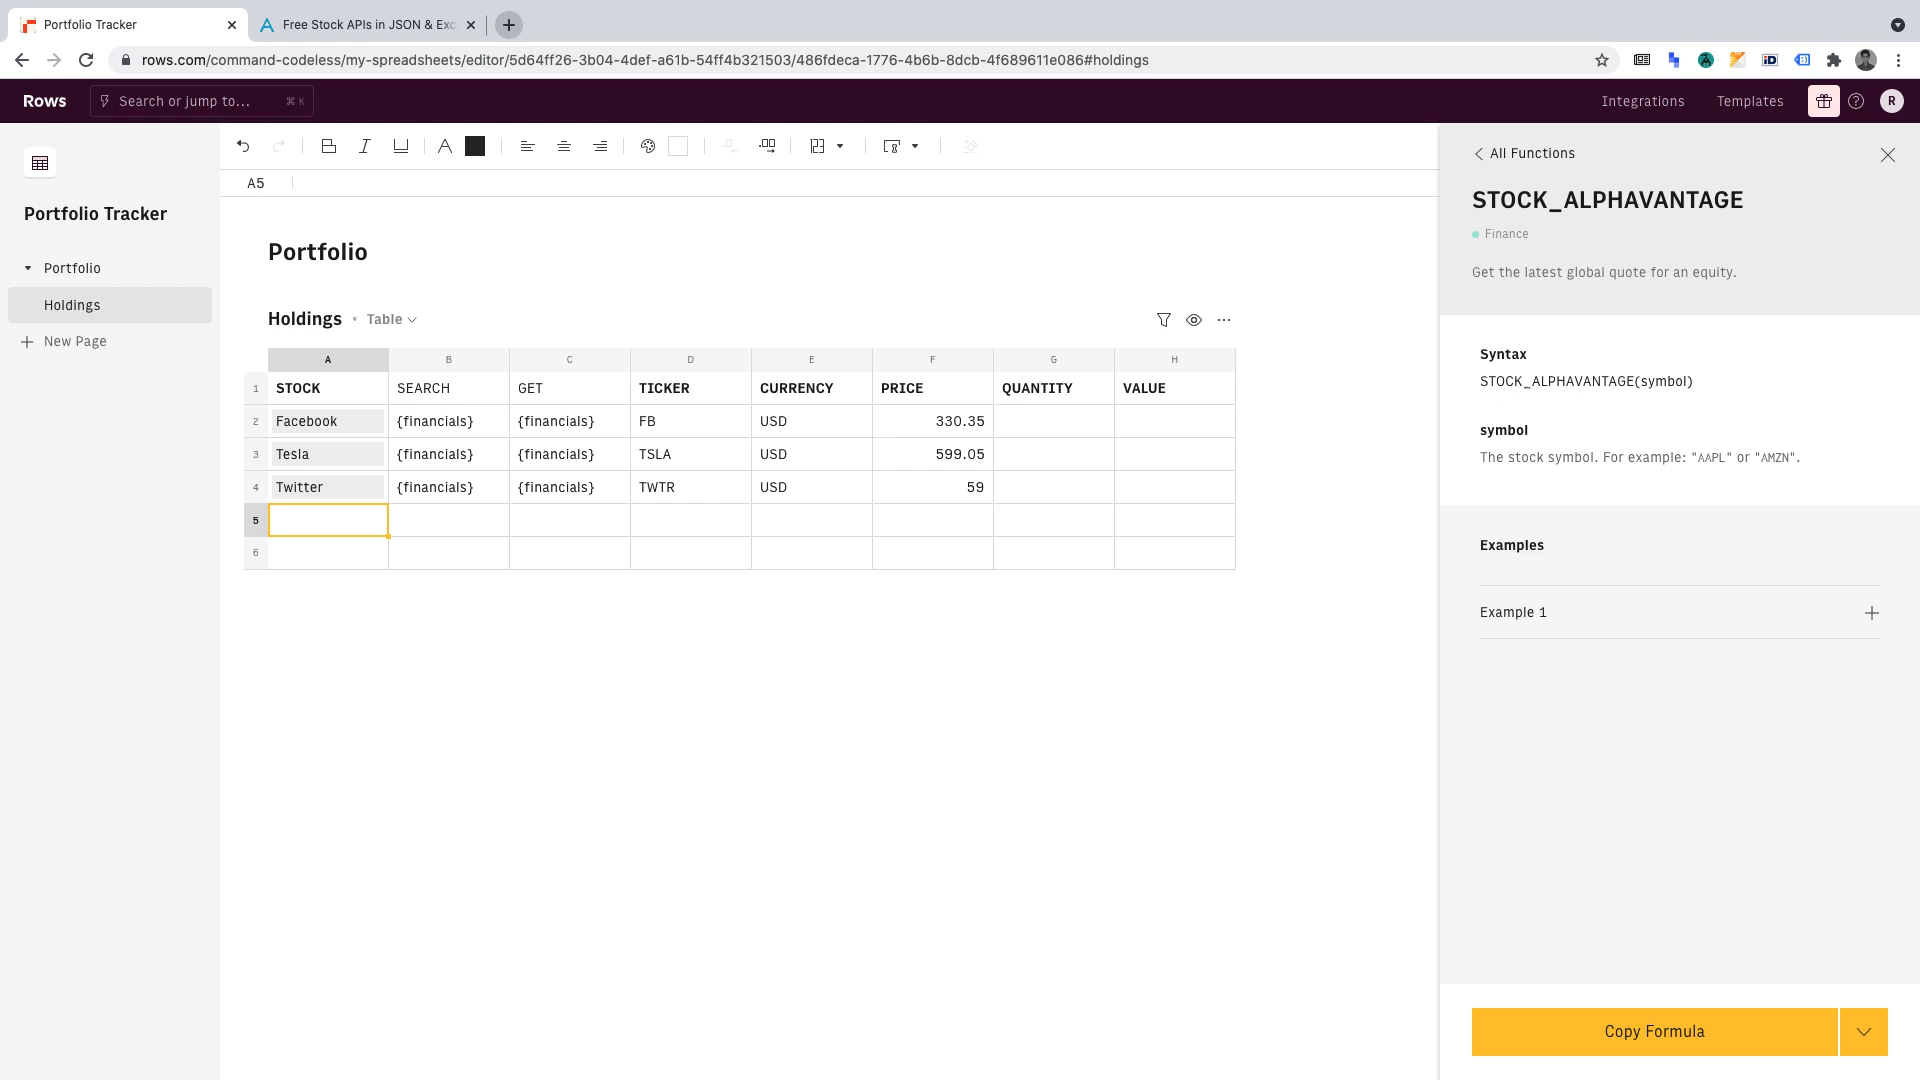 Portfolio Tracker
Free Stock APIs in JSON & Exc
rows.com/command-codeless/my-spreadsheets/editor/5d64ff26-3b04-4def-a61b-54ff4b321503/486fdeca-1776-4b6b-8dcb-4f689611e086#holdings
Rows
Search or jump to...
⌘ K
Integrations
Templates
R
A5
Portfolio Tracker
Portfolio
Holdings
New Page
Portfolio
Holdings • Table
A B C D E F G H
1 STOCK SEARCH GET TICKER CURRENCY PRICE QUANTITY VALUE
2 Facebook {financials} {financials} FB USD 330.35
3 Tesla {financials} {financials} TSLA USD 599.05
4 Twitter {financials} {financials} TWTR USD 59
5
6
All Functions
STOCK_ALPHAVANTAGE
Finance
Get the latest global quote for an equity.
Syntax
STOCK_ALPHAVANTAGE(symbol)
symbol
The stock symbol. For example: "AAPL" or "AMZN".
Examples
Example 1
Copy Formula